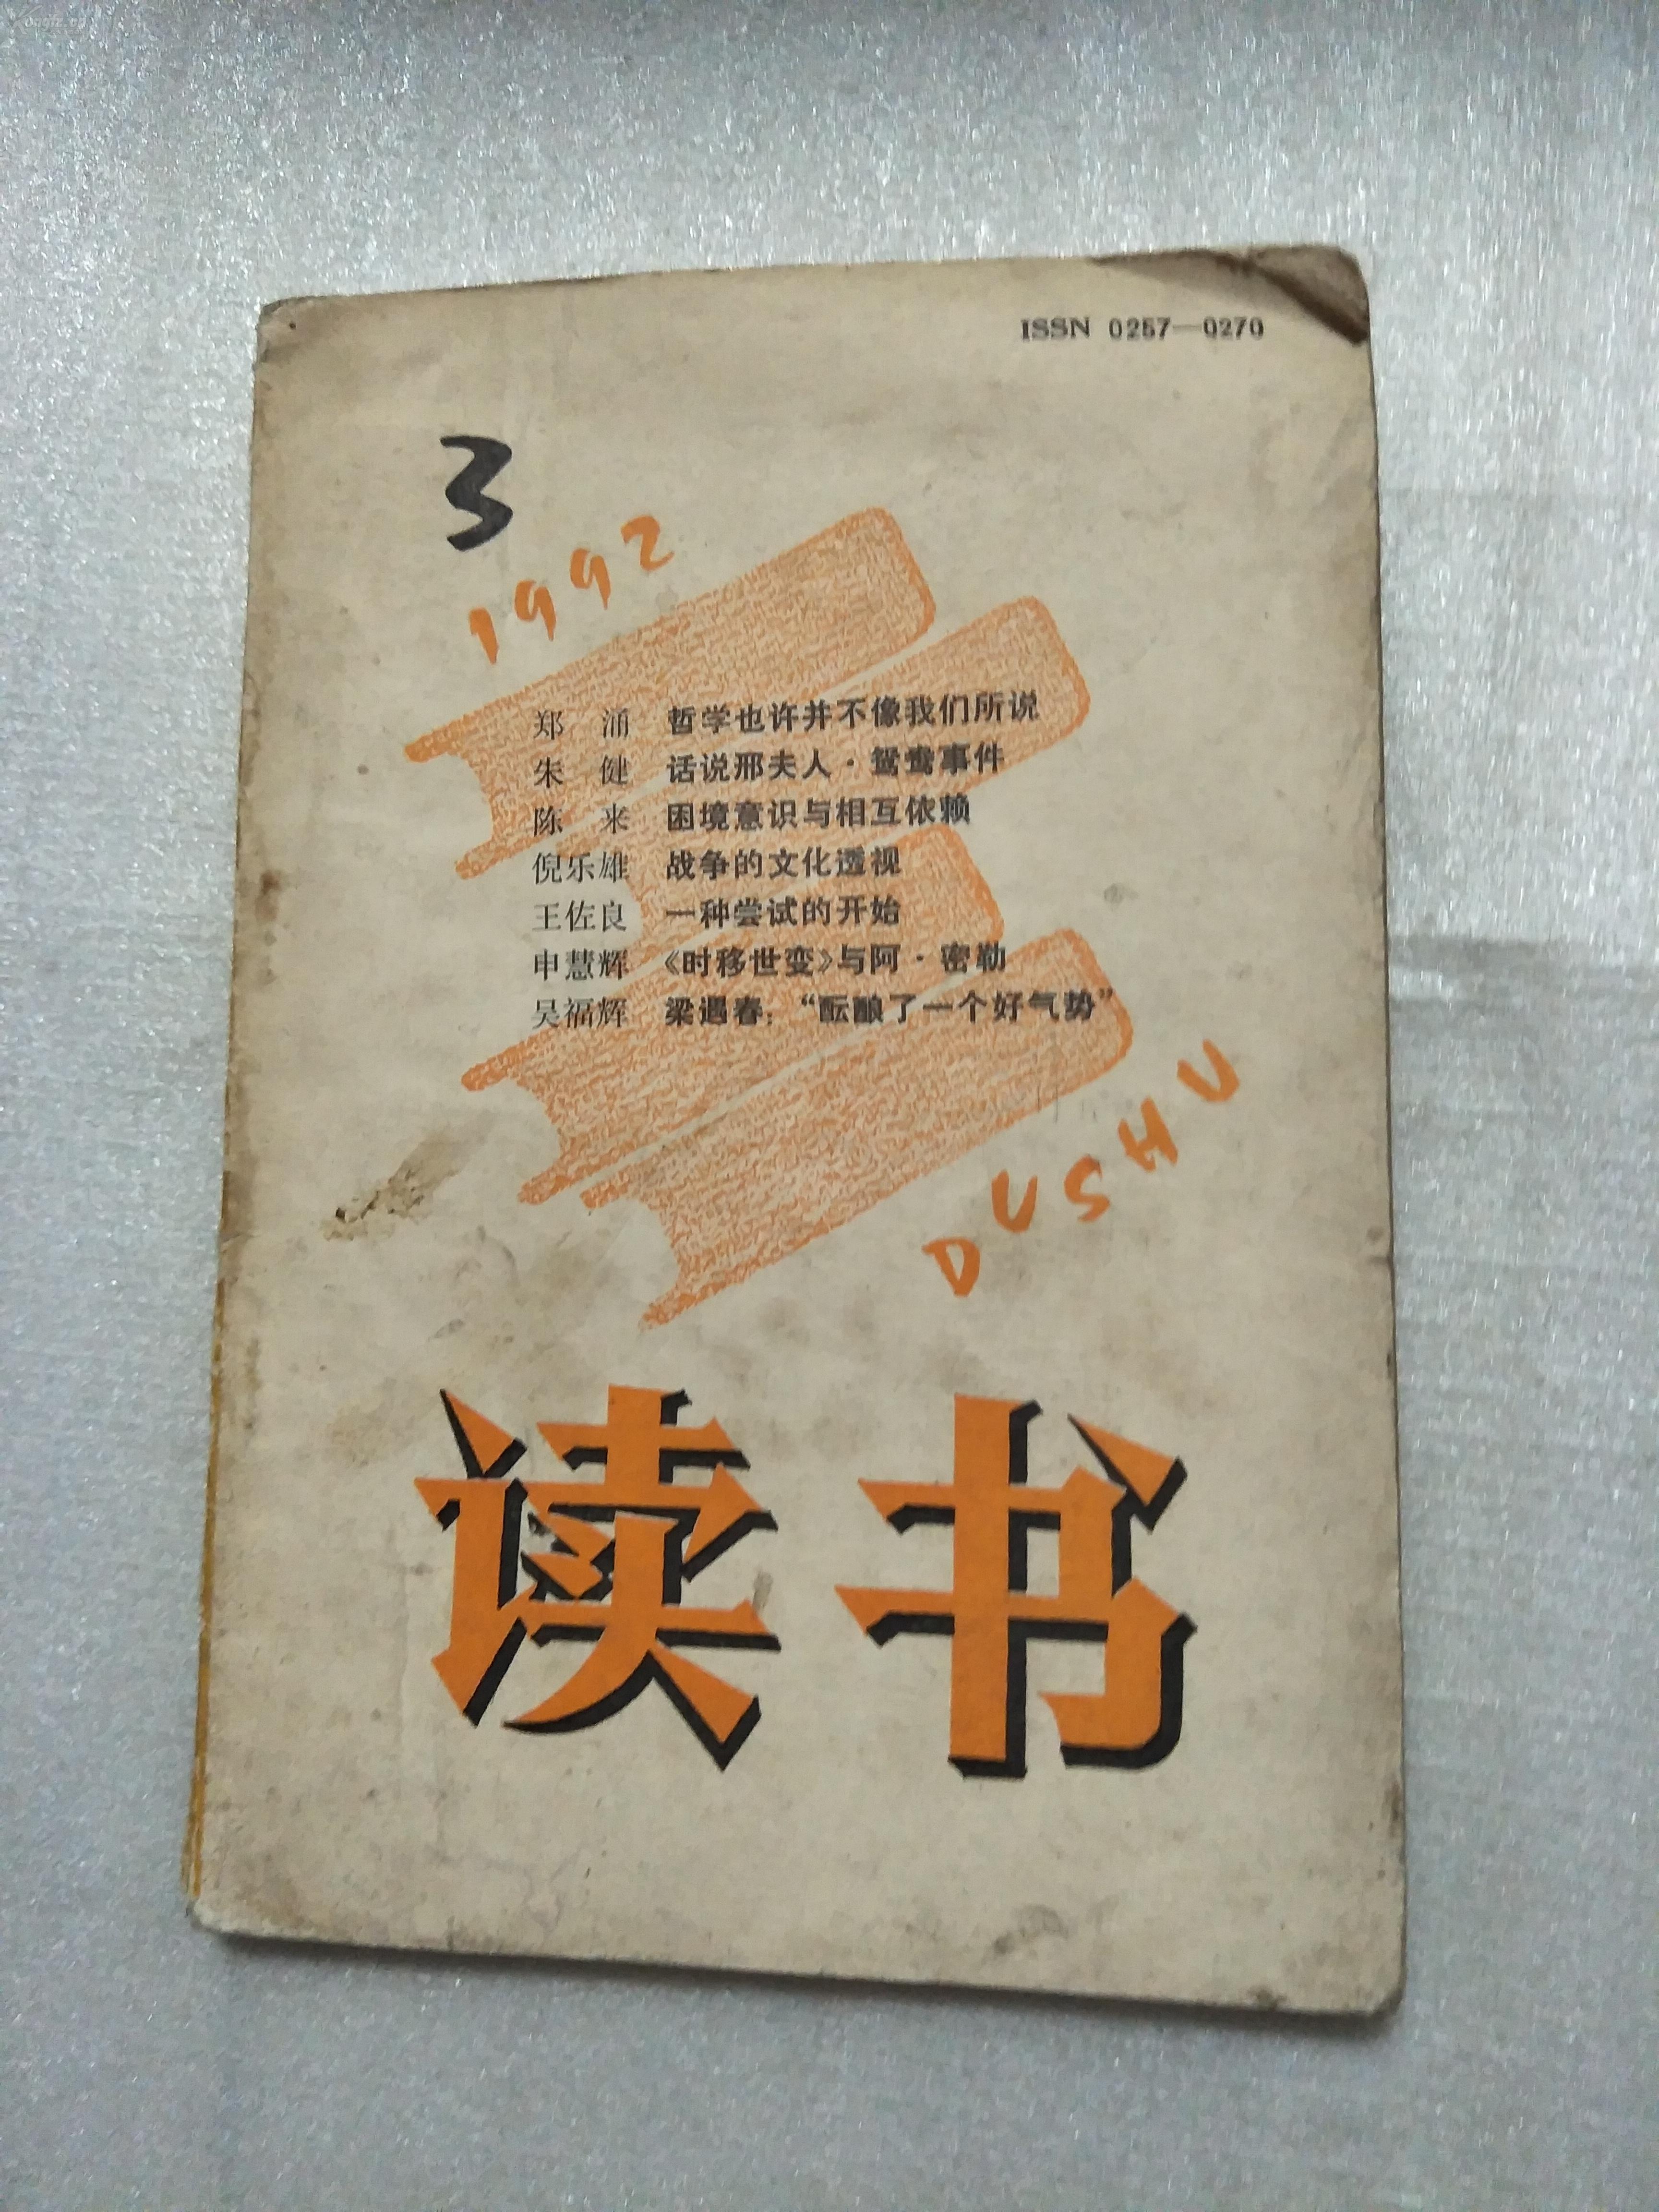 ISSN 0257—0270
3
1992
郑 涌 哲学也许并不像我们所说
朱 健 话说邢夫人·鸳鸯事件
陈 来 困境意识与相互依赖
倪乐雄 战争的文化透视
王佐良 一种尝试的开始
申慧辉 《时移世变》与阿·密勒
吴福辉 梁遇春：“酝酿了一个好气势”
DUSHU
读书